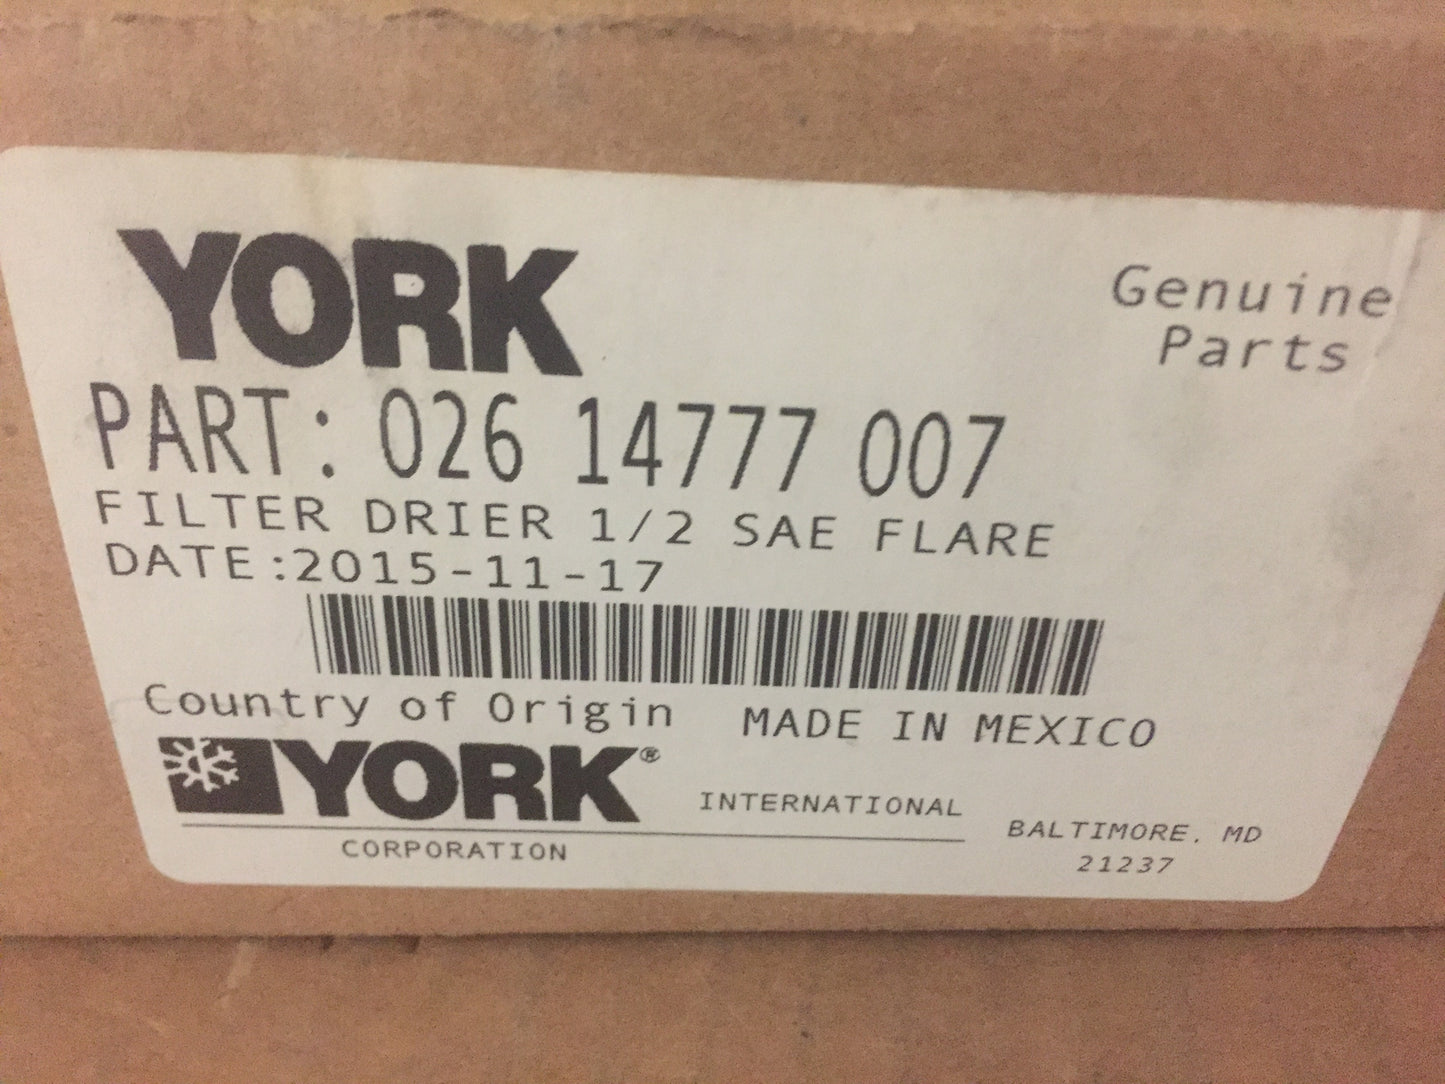 YORK
Genuine
Parts
PART: 026 14777 007
FILTER DRIER 1/2 SAE FLARE
DATE:2015-11-17
Country of Origin MADE IN MEXICO
YORK® INTERNATIONAL
CORPORATION
BALTIMORE, MD
21237